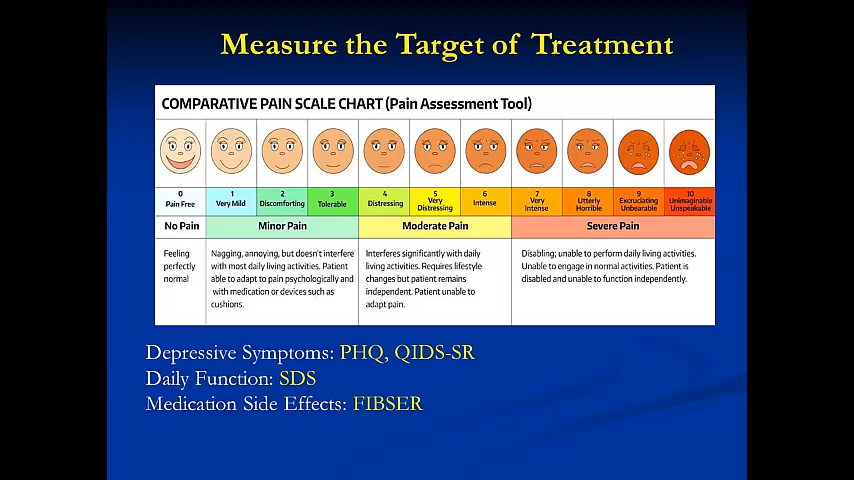 Measure the Target of Treatment
COMPARATIVE PAIN SCALE CHART (Pain Assessment Tool)
0
Pain Free
1
Very Mild
2
Discomforting
3
Tolerable
4
Distressing
5
Very
Distressing
6
Intense
7
Very
Intense
8
Utterly
Horrible
9
Excruciating
Unbearable
10
Unimaginable
Unspeakable
No Pain
Minor Pain
Moderate Pain
Severe Pain
Feeling
perfectly
normal
Nagging, annoying, but doesn't interfere
with most daily living activities. Patient
able to adapt to pain psychologically and
with medication or devices such as
cushions.
Interferes significantly with daily
living activities. Requires lifestyle
changes but patient remains
independent. Patient unable to
adapt pain.
Disabling; unable to perform daily living activities.
Unable to engage in normal activities. Patient is
disabled and unable to function independently.
Depressive Symptoms: PHQ, QIDS-SR
Daily Function: SDS
Medication Side Effects: FIBSER